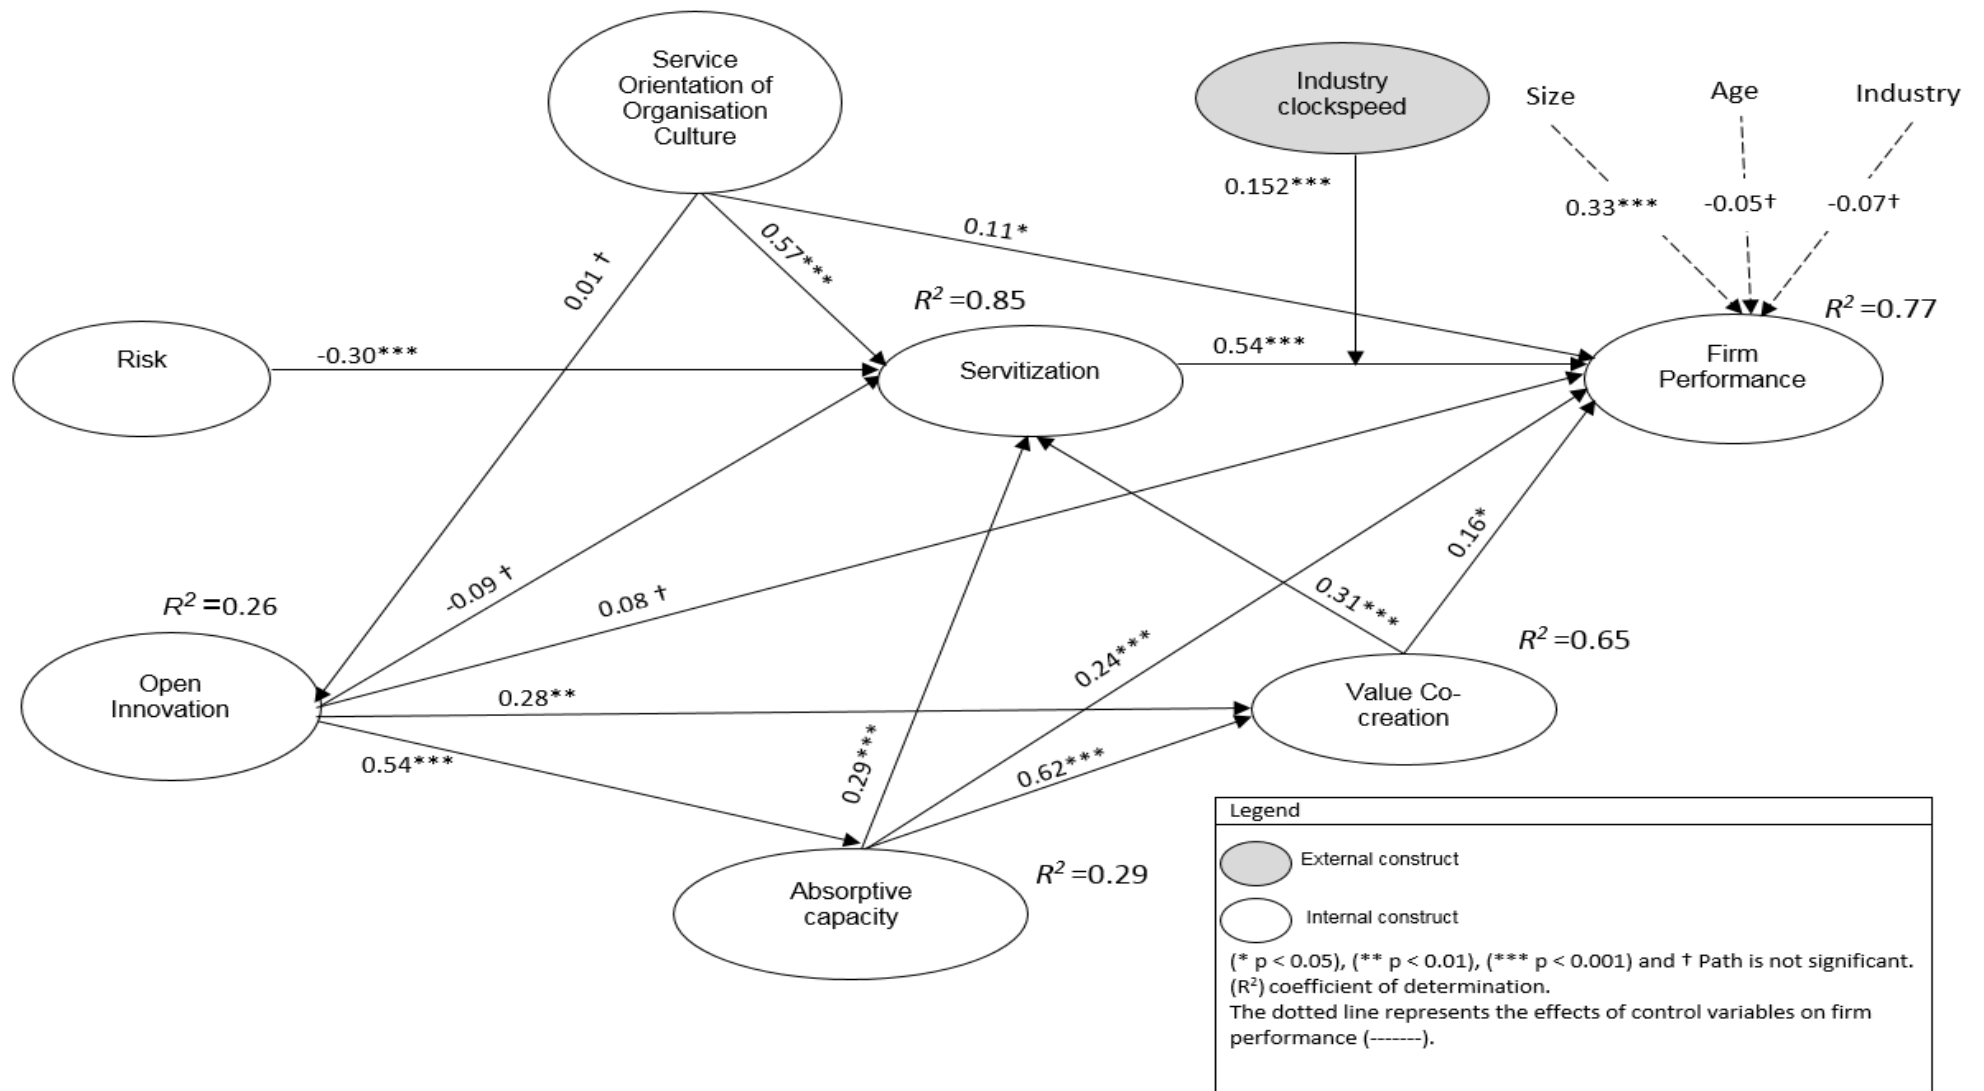 Service
Orientation of
Organisation
Culture
Industry
clockspeed
Size
Age
Industry
0.152***
0.33***
-0.05†
-0.07†
0.11*
0.57***
0.01 †
R² =0.85
R² =0.77
Risk
-0.30***
Servitization
0.54***
Firm
Performance
R² =0.26
-0.09 †
0.08 †
0.16*
0.31***
R² =0.65
Open
Innovation
0.28**
0.24***
Value Co-
creation
0.54***
0.29***
0.62***
Absorptive
capacity
R² =0.29
Legend
External construct
Internal construct
(* p < 0.05), (** p < 0.01), (*** p < 0.001) and † Path is not significant.
(R²) coefficient of determination.
The dotted line represents the effects of control variables on firm
performance (-------).